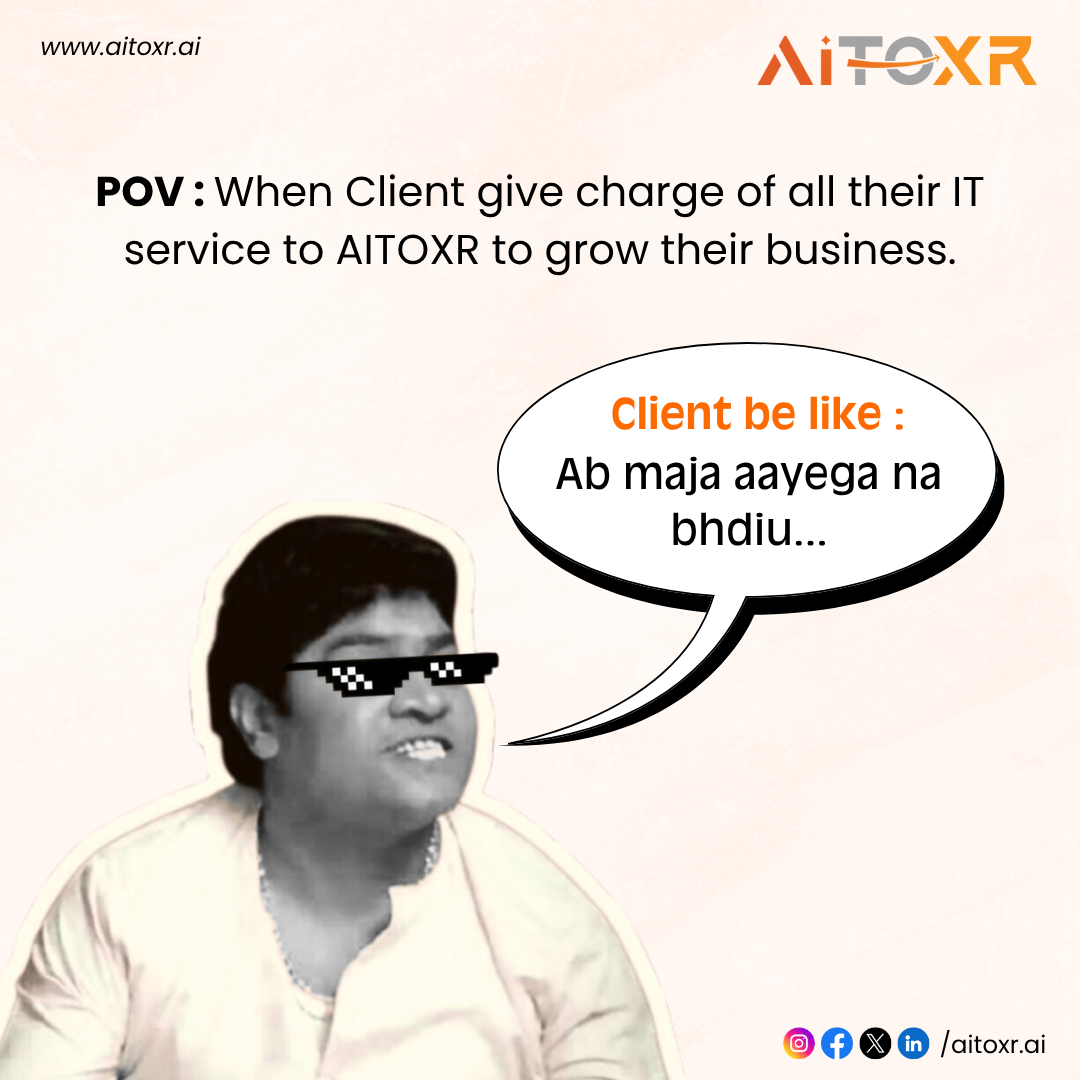 www.aitoxr.ai
AiTOXR
POV : When Client give charge of all their IT
service to AITOXR to grow their business.
Client be like :
Ab maja aayega na
bhdiu...
/aitoxr.ai